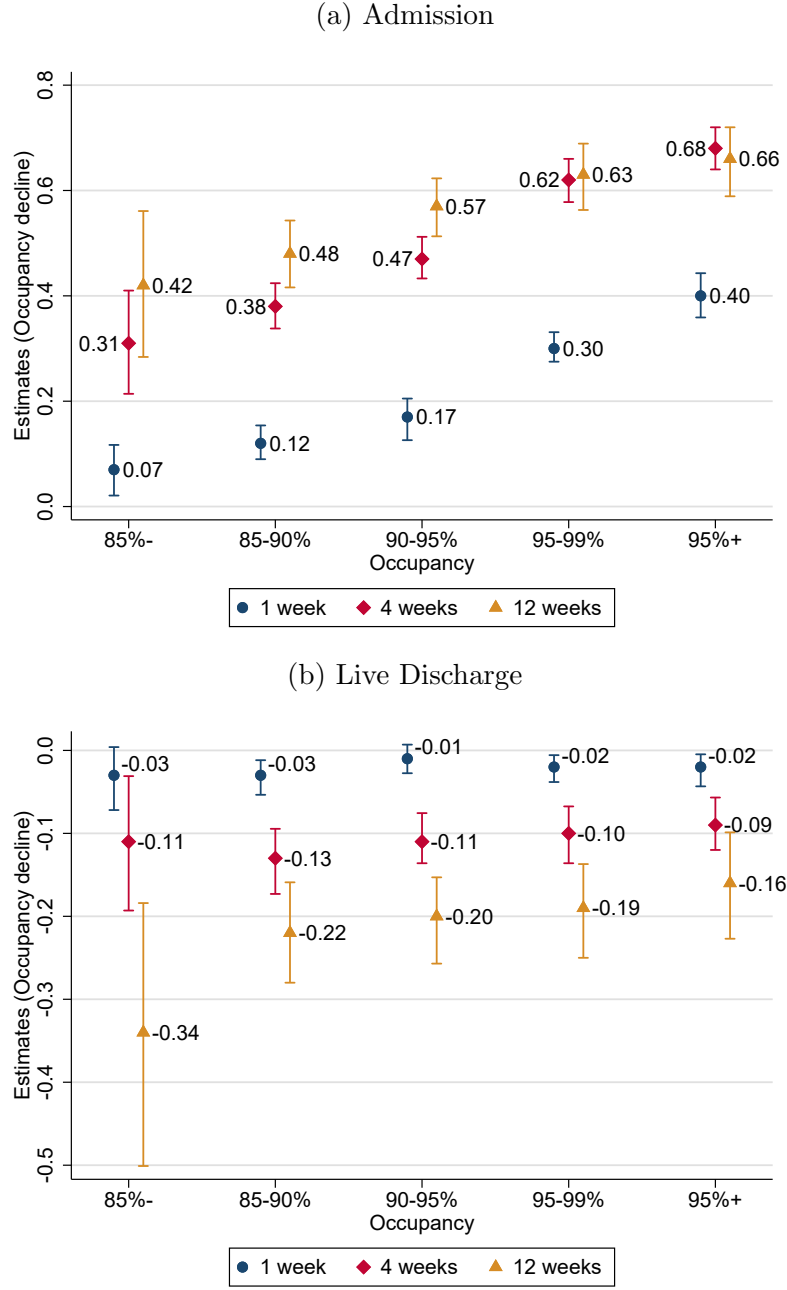 (a) Admission
Estimates (Occupancy decline)
0.8
0.6
0.4
0.2
0.0
0.68
0.66
0.62
0.63
0.57
0.47
0.48
0.42
0.38
0.40
0.31
0.30
0.17
0.12
0.07
85%- 85-90% 90-95% 95-99% 95%+
Occupancy
1 week 4 weeks 12 weeks
(b) Live Discharge
Estimates (Occupancy decline)
0.0
-0.1
-0.2
-0.3
-0.4
-0.5
-0.03 -0.03 -0.01 -0.02 -0.02
-0.11 -0.13 -0.11 -0.10 -0.09
-0.34 -0.22 -0.20 -0.19 -0.16
85%- 85-90% 90-95% 95-99% 95%+
Occupancy
1 week 4 weeks 12 weeks